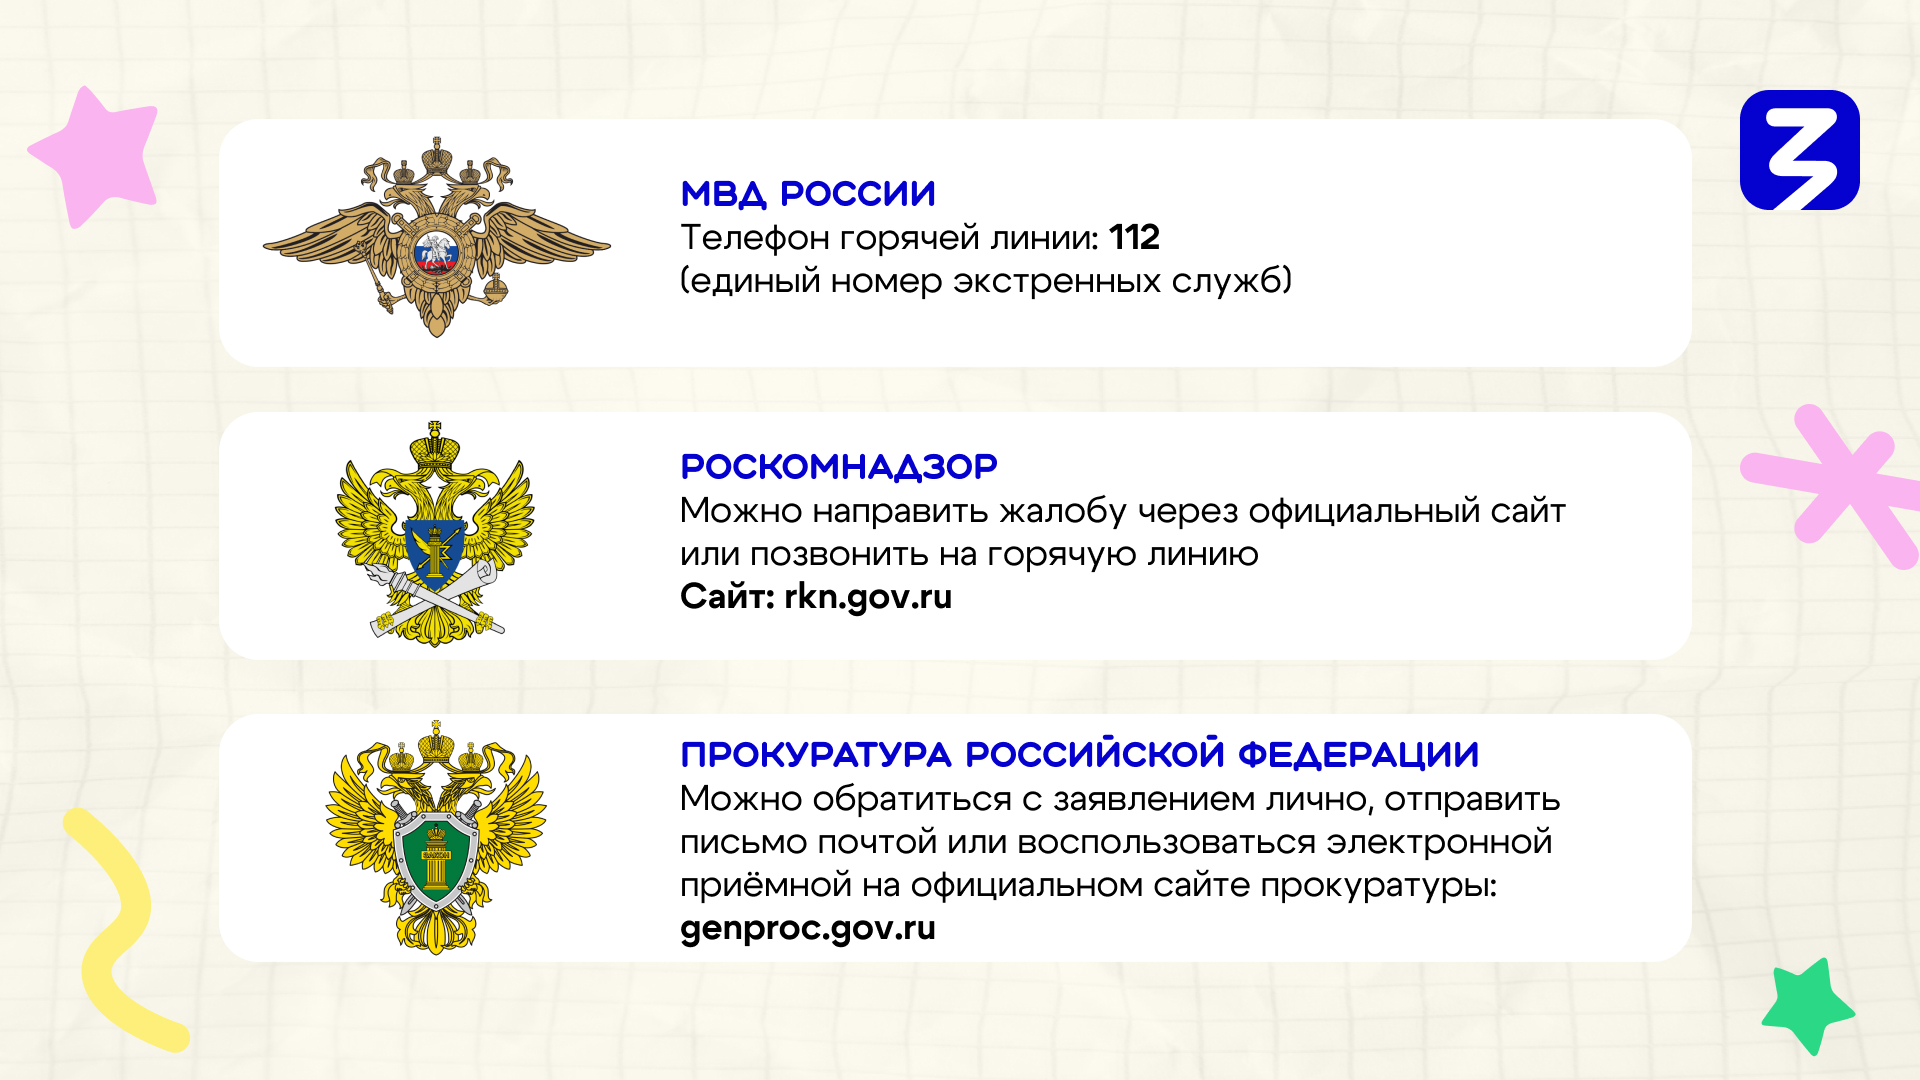 МВД РОССИИ
Телефон горячей линии: 112
(единый номер экстренных служб)
РОСКОМНАДЗОР
Можно направить жалобу через официальный сайт
или позвонить на горячую линию
Сайт: rkn.gov.ru
ПРОКУРАТУРА РОССИЙСКОЙ ФЕДЕРАЦИИ
Можно обратиться с заявлением лично, отправить
письмо почтой или воспользоваться электронной
приёмной на официальном сайте прокуратуры:
genproc.gov.ru